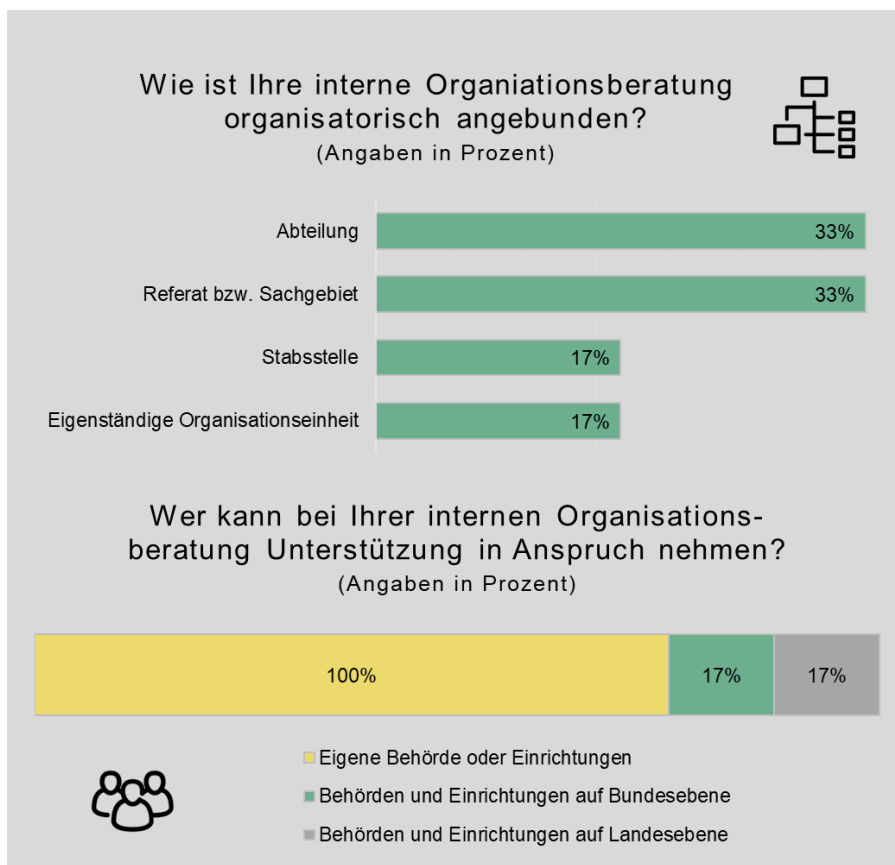 Wie ist Ihre interne Organiationsberatung
organisatorisch angebunden?
(Angaben in Prozent)
Abteilung 33%
Referat bzw. Sachgebiet 33%
Stabsstelle 17%
Eigenständige Organisationseinheit 17%
Wer kann bei Ihrer internen Organisations-
beratung Unterstützung in Anspruch nehmen?
(Angaben in Prozent)
100% 17% 17%
Eigene Behörde oder Einrichtungen
Behörden und Einrichtungen auf Bundesebene
Behörden und Einrichtungen auf Landesebene